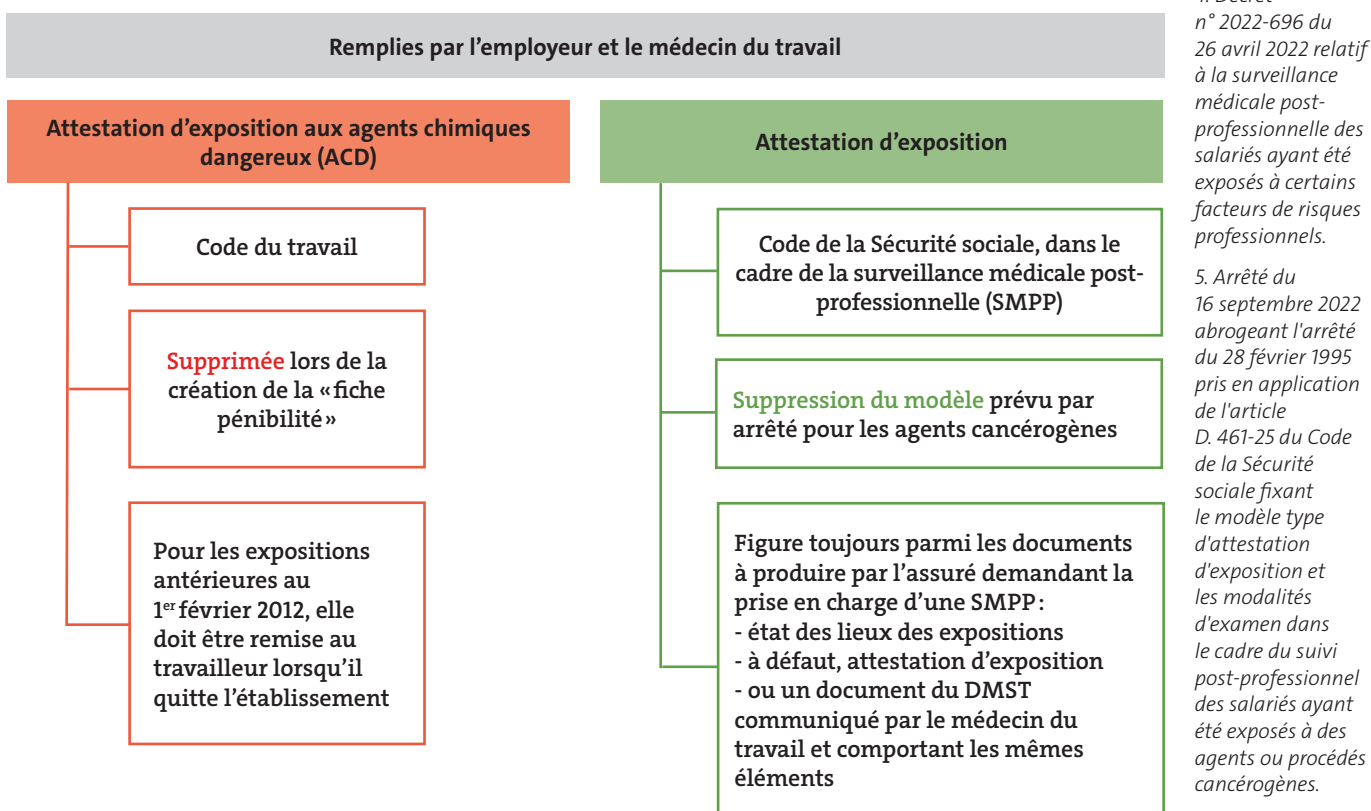 Remplies par l’employeur et le médecin du travail
Attestation d’exposition aux agents chimiques
dangereux (ACD)
Code du travail
Supprimée lors de la
création de la « fiche
pénibilité »
Pour les expositions
antérieures au
1er février 2012, elle
doit être remise au
travailleur lorsqu’il
quitte l’établissement
Attestation d’exposition
Code de la Sécurité sociale, dans le
cadre de la surveillance médicale post-
professionnelle (SMPP)
Suppression du modèle prévu par
arrêté pour les agents cancérogènes
Figure toujours parmi les documents
à produire par l’assuré demandant la
prise en charge d’une SMPP :
- état des lieux des expositions
- à défaut, attestation d’exposition
- ou un document du DMST
communiqué par le médecin du
travail et comportant les mêmes
éléments
4. Décret
n° 2022-696 du
26 avril 2022 relatif
à la surveillance
médicale post-
professionnelle des
salariés ayant été
exposés à certains
facteurs de risques
professionnels.
5. Arrêté du
16 septembre 2022
abrogeant l'arrêté
du 28 février 1995
pris en application
de l'article
D. 461-25 du Code
de la Sécurité
sociale fixant
le modèle type
d'attestation
d'exposition et
les modalités
d'examen dans
le cadre du suivi
post-professionnel
des salariés ayant
été exposés à des
agents ou procédés
cancérogènes.